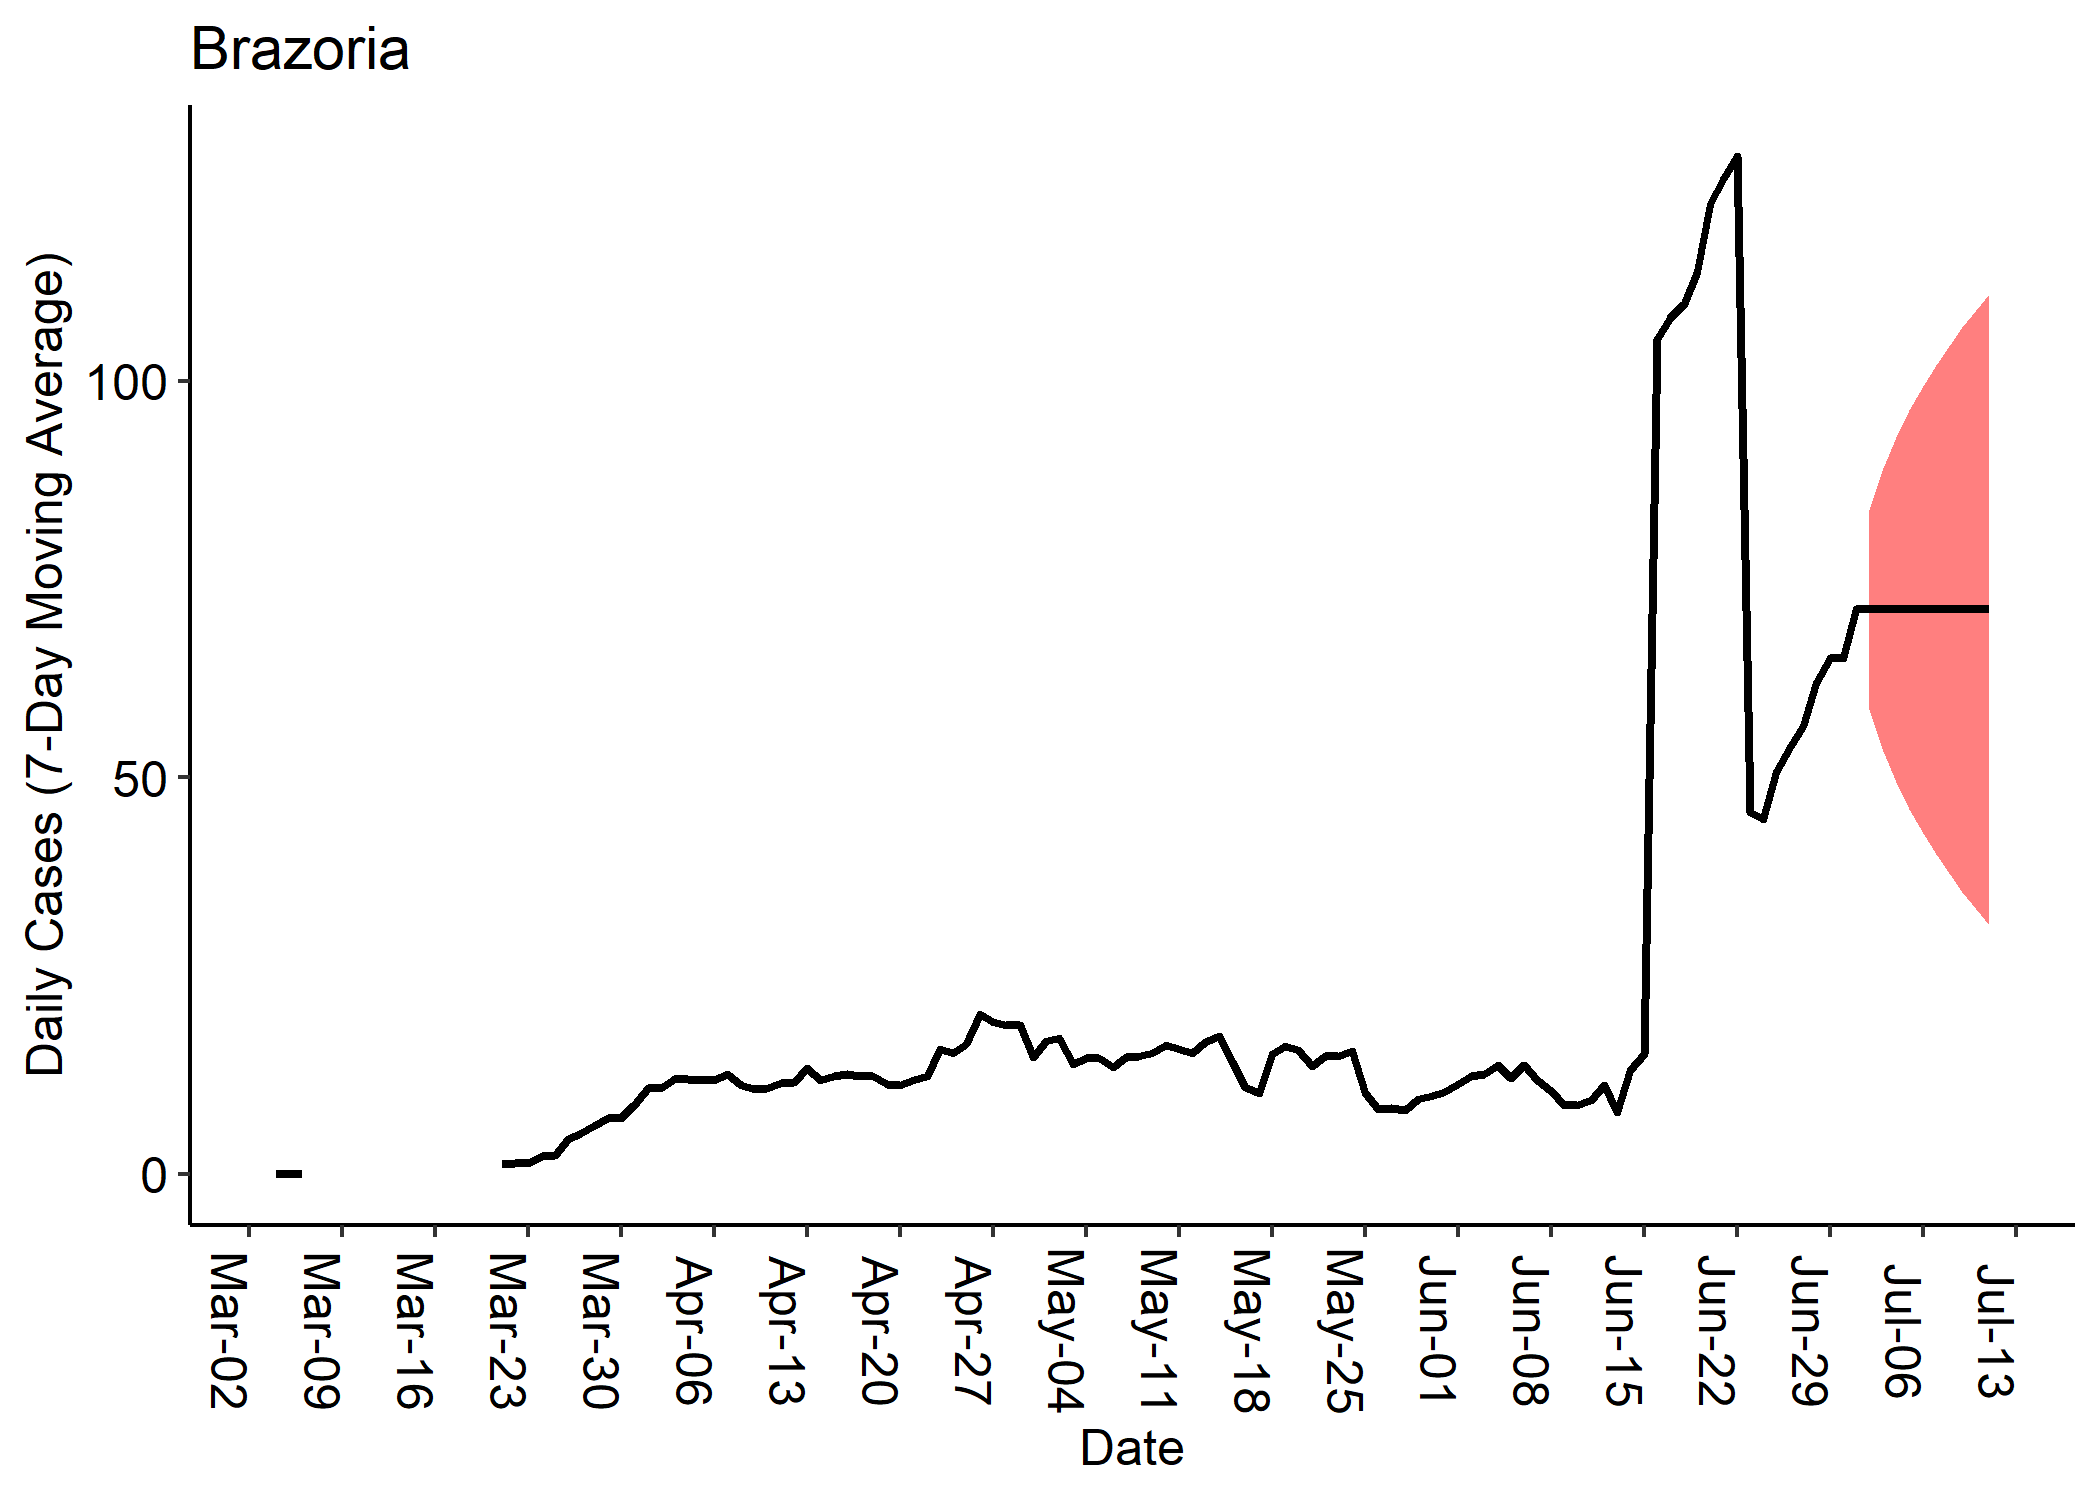 Brazoria
Daily Cases (7-Day Moving Average)
100
50
0
Mar-02
Mar-09
Mar-16
Mar-23
Mar-30
Apr-06
Apr-13
Apr-20
Apr-27
May-04
May-11
May-18
May-25
Jun-01
Jun-08
Jun-15
Jun-22
Jun-29
Jul-06
Jul-13
Date